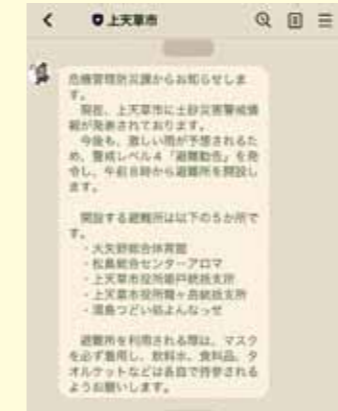 上天草市
危機管理防災課からお知らせしま
す。
現在、上天草市に土砂災害警戒情
報が発表されております。
今後も、激しい雨が予想されるた
め、警戒レベル4「避難勧告」を発
令し、午前8時から避難所を開設し
ます。
開設する避難所は以下の5か所で
す。
・大矢野総合体育館
・松島総合センターアロマ
・上天草市役所姫戸統括支所
・上天草市役所龍ヶ岳統括支所
・湯島つどい処よんなっせ
避難所を利用される際は、マスク
を必ず着用し、飲料水、食料品、タ
オルケットなどは各自で持参される
ようお願いします。